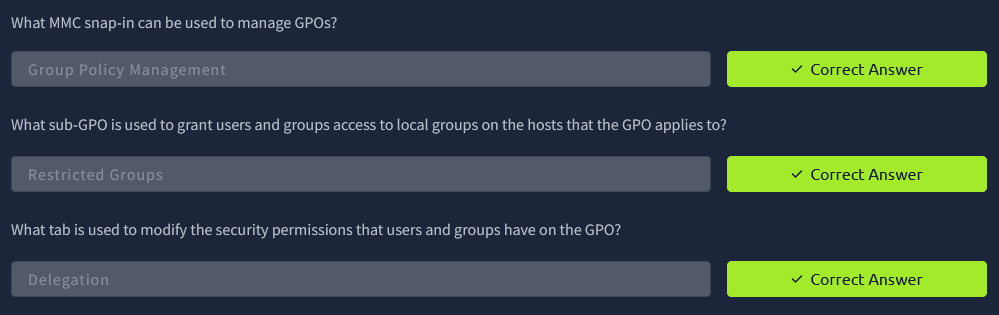 What MMC snap-in can be used to manage GPOs?
Group Policy Management
✓ Correct Answer
What sub-GPO is used to grant users and groups access to local groups on the hosts that the GPO applies to?
Restricted Groups
✓ Correct Answer
What tab is used to modify the security permissions that users and groups have on the GPO?
Delegation
✓ Correct Answer